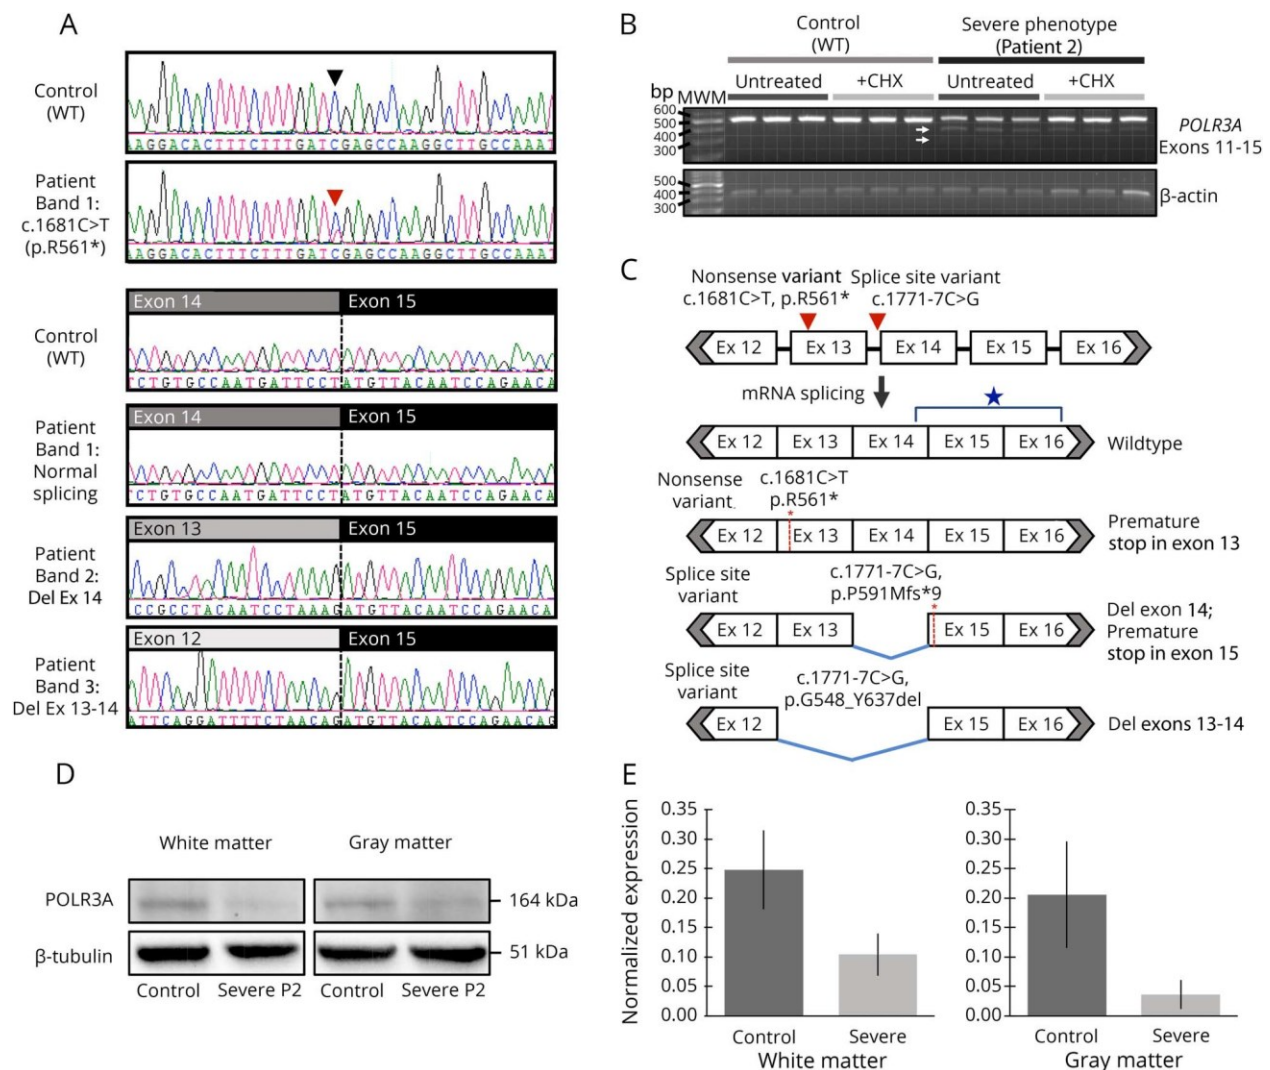 A
Control
(WT)
AAGGACACTTTCTTTGATCGAGCCAAGGCTTGCCAAAT
Patient
Band 1:
c.1681C>T
(p.R561*)
AAGGACACTTTCTTTGATCGAGCCAAGGCTTGCCAAAT
Exon 14 Exon 15
Control
(WT)
TCTGTGCCAATGATTCCTATGTTACAATCCAGAACA
Exon 14 Exon 15
Patient
Band 1:
Normal
splicing
TCTGTGCCAATGATTCCTATGTTACAATCCAGAACA
Exon 13 Exon 15
Patient
Band 2:
Del Ex 14
CCGCCTACAATCCTAAAGATGTTACAATCCAGAACA
Exon 12 Exon 15
Patient
Band 3:
Del Ex 13-14
ATTCAGGATTTTCTAACAGATGTTACAATCCAGAACAG
B
Control
(WT)
Severe phenotype
(Patient 2)
Untreated +CHX Untreated +CHX
bp MWM
600
500
400
300
POLR3A
Exons 11-15
500
400
300
β-actin
C
Nonsense variant
c.1681C>T, p.R561*
Splice site variant
c.1771-7C>G
Ex 12 Ex 13 Ex 14 Ex 15 Ex 16
mRNA splicing
Ex 12 Ex 13 Ex 14 Ex 15 Ex 16
Wildtype
Nonsense
variant
c.1681C>T
p.R561*
*
Ex 12 Ex 13 Ex 14 Ex 15 Ex 16
Premature
stop in exon 13
Splice site
variant
c.1771-7C>G,
p.P591Mfs*9
*
Ex 12 Ex 13 Ex 15 Ex 16
Del exon 14;
Premature
stop in exon 15
Splice site
variant
c.1771-7C>G,
p.G548_Y637del
Ex 12 Ex 15 Ex 16
Del exons 13-14
D
White matter Gray matter
POLR3A
164 kDa
β-tubulin
51 kDa
Control Severe P2 Control Severe P2
E
Normalized expression
0.35
0.30
0.25
0.20
0.15
0.10
0.05
0.00
Control Severe
White matter
0.35
0.30
0.25
0.20
0.15
0.10
0.05
0.00
Control Severe
Gray matter